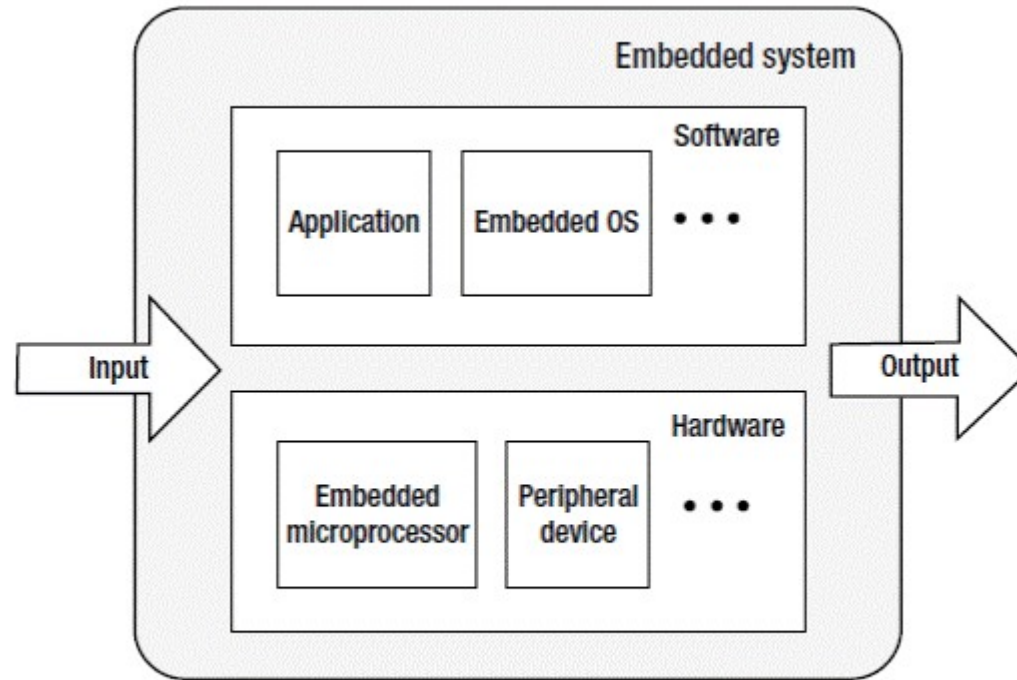 Embedded system
Software
Application
Embedded OS
Input
Output
Hardware
Embedded
microprocessor
Peripheral
device